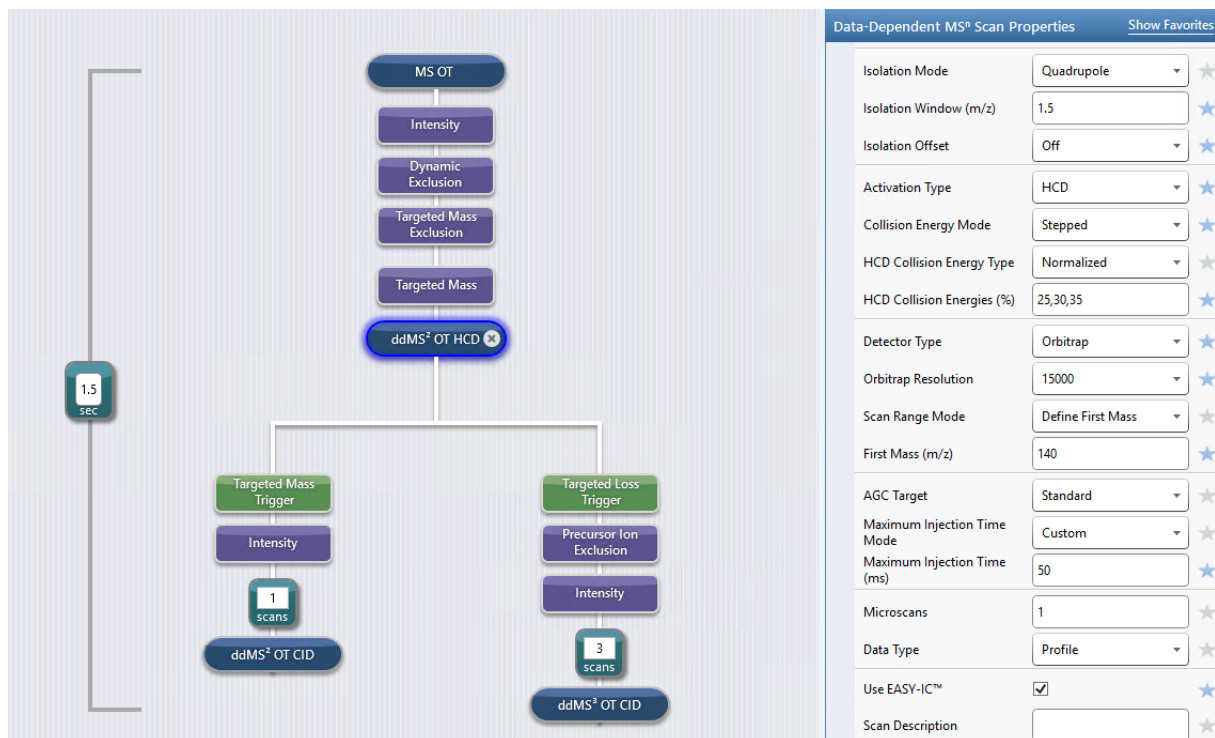 MS OT
Intensity
Dynamic
Exclusion
Targeted Mass
Exclusion
Targeted Mass
ddMS² OT HCD
1.5
sec
Targeted Mass
Trigger
Intensity
1
scans
ddMS² OT CID
Targeted Loss
Trigger
Precursor Ion
Exclusion
Intensity
3
scans
ddMS³ OT CID
Data-Dependent MSⁿ Scan Properties Show Favorites
Isolation Mode Quadrupole
Isolation Window (m/z) 1.5
Isolation Offset Off
Activation Type HCD
Collision Energy Mode Stepped
HCD Collision Energy Type Normalized
HCD Collision Energies (%) 25,30,35
Detector Type Orbitrap
Orbitrap Resolution 15000
Scan Range Mode Define First Mass
First Mass (m/z) 140
AGC Target Standard
Maximum Injection Time
Mode Custom
Maximum Injection Time
(ms) 50
Microscans 1
Data Type Profile
Use EASY-IC™
Scan Description